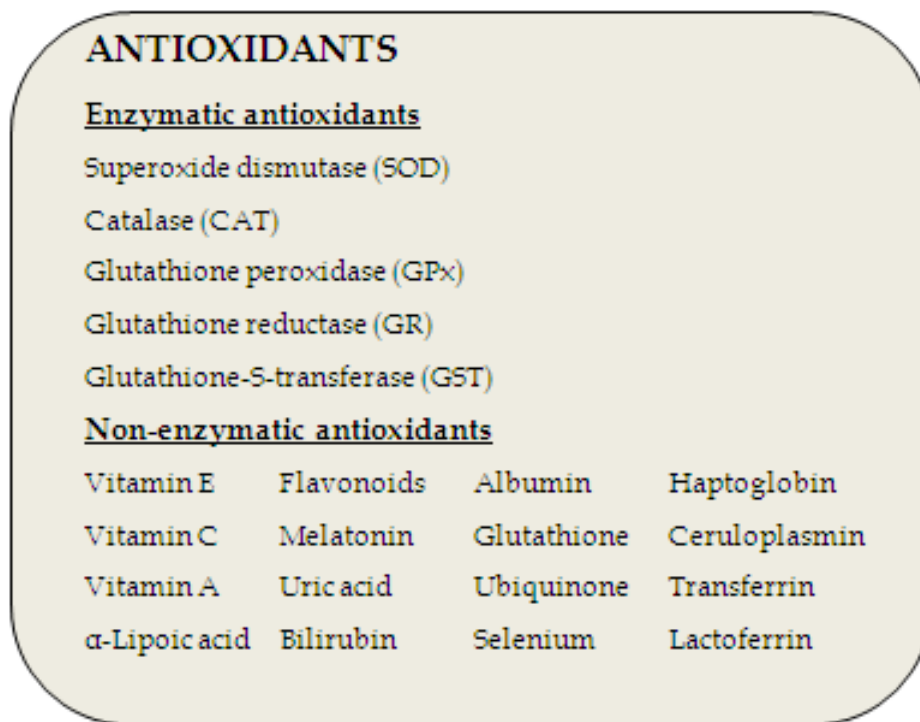 ANTIOXIDANTS
Enzymatic antioxidants
Superoxide dismutase (SOD)
Catalase (CAT)
Glutathione peroxidase (GPx)
Glutathione reductase (GR)
Glutathione-S-transferase (GST)
Non-enzymatic antioxidants
Vitamin E Flavonoids Albumin Haptoglobin
Vitamin C Melatonin Glutathione Ceruloplasmin
Vitamin A Uric acid Ubiquinone Transferrin
α-Lipoic acid Bilirubin Selenium Lactoferrin